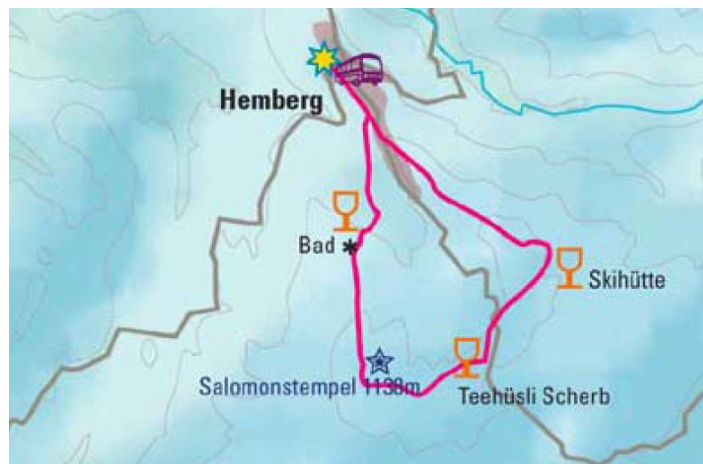 Hemberg
Bad
Skihütte
Salomonstempel 1138m
Teehüsli Scherb